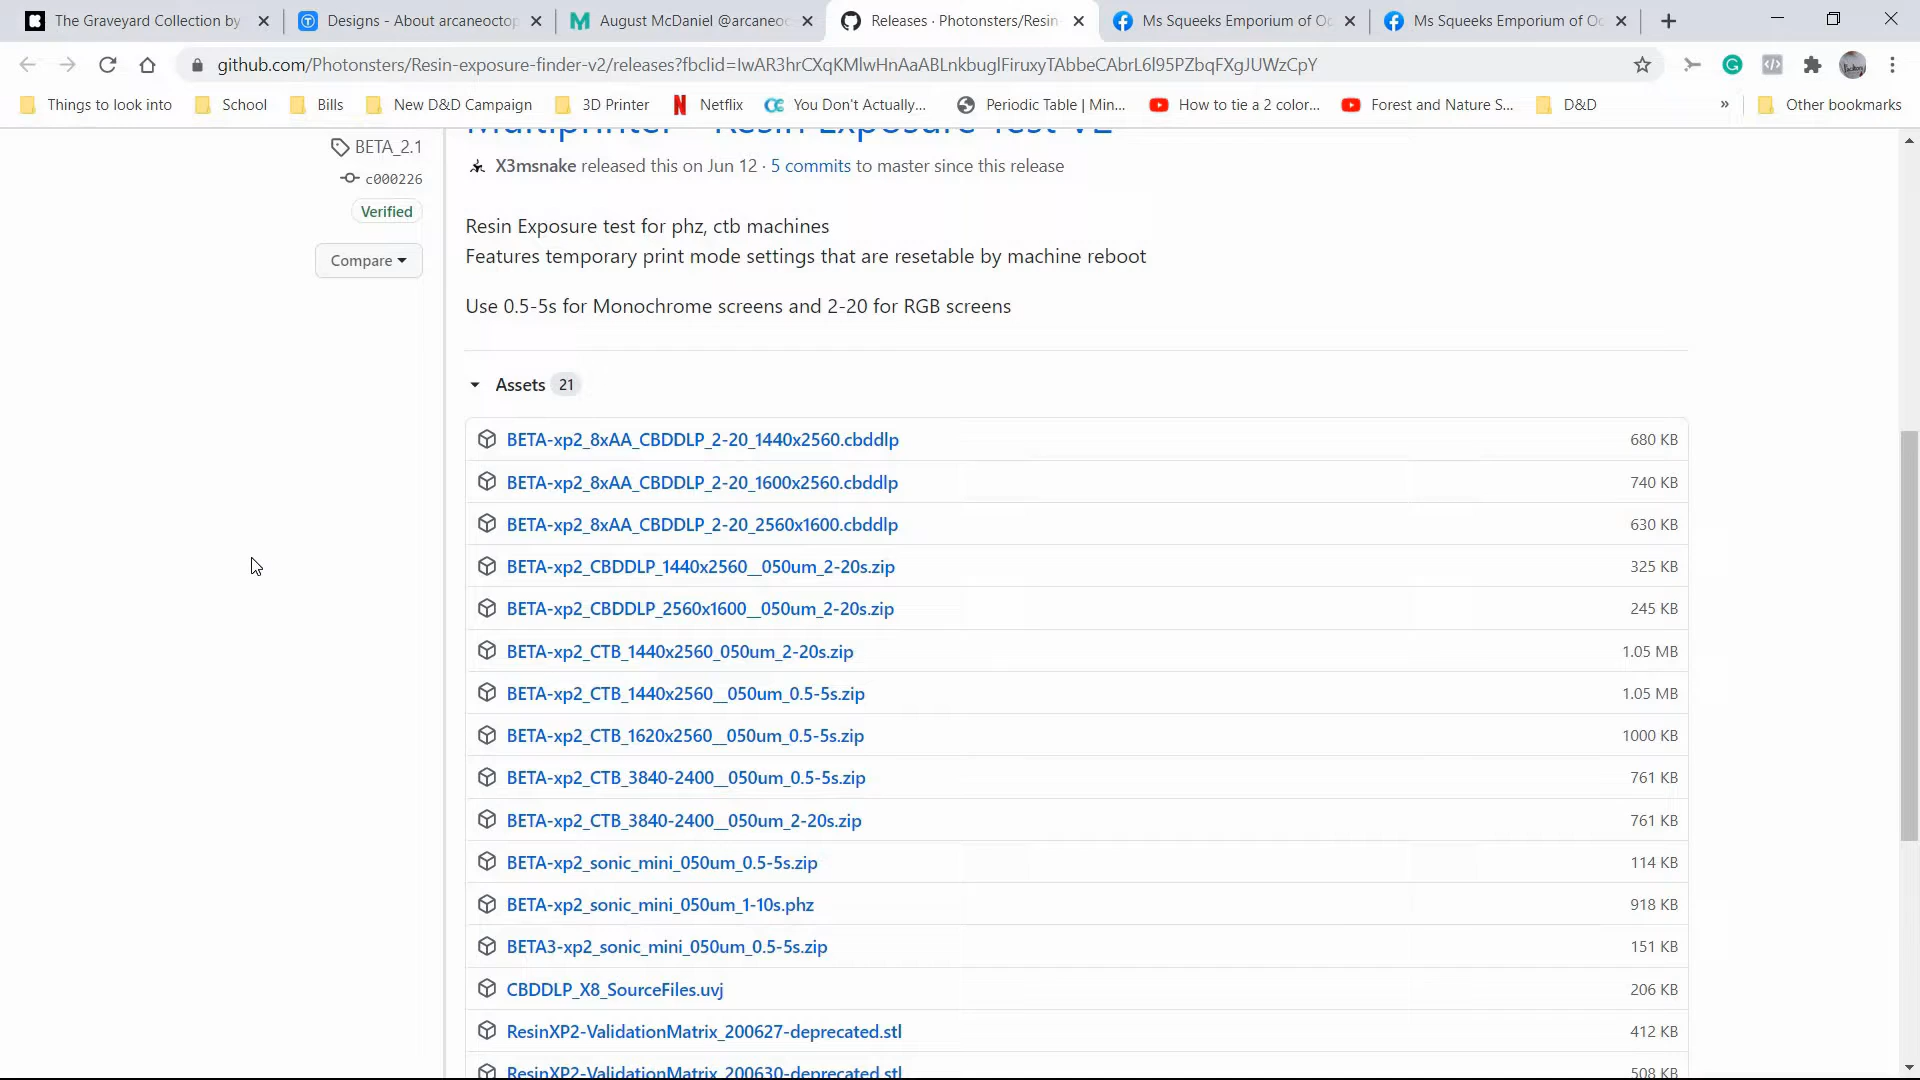 The Graveyard Collection by
Designs - About arcaneoctop
August McDaniel @arcaneoc
Releases · Photonsters/Resin
Ms Squeeks Emporium of Oc
Ms Squeeks Emporium of Oc
github.com/Photonsters/Resin-exposure-finder-v2/releases?fbclid=IwAR3hrCXqKMlwHnAaABLnkbuglFiruxyTAbbeCAbrL6l95PZbqFXgJUWzCpY
Things to look into
School
Bills
New D&D Campaign
3D Printer
Netflix
You Don't Actually...
Periodic Table | Min...
How to tie a 2 color...
Forest and Nature S...
D&D
»
Other bookmarks
Multiprinter - Resin Exposure Test V2
BETA_2.1
c000226
Verified
Compare
X3msnake released this on Jun 12 · 5 commits to master since this release
Resin Exposure test for phz, ctb machines
Features temporary print mode settings that are resetable by machine reboot
Use 0.5-5s for Monochrome screens and 2-20 for RGB screens
Assets 21
BETA-xp2_8xAA_CBDDLP_2-20_1440x2560.cbddlp 680 KB
BETA-xp2_8xAA_CBDDLP_2-20_1600x2560.cbddlp 740 KB
BETA-xp2_8xAA_CBDDLP_2-20_2560x1600.cbddlp 630 KB
BETA-xp2_CBDDLP_1440x2560__050um_2-20s.zip 325 KB
BETA-xp2_CBDDLP_2560x1600__050um_2-20s.zip 245 KB
BETA-xp2_CTB_1440x2560_050um_2-20s.zip 1.05 MB
BETA-xp2_CTB_1440x2560__050um_0.5-5s.zip 1.05 MB
BETA-xp2_CTB_1620x2560__050um_0.5-5s.zip 1000 KB
BETA-xp2_CTB_3840-2400__050um_0.5-5s.zip 761 KB
BETA-xp2_CTB_3840-2400__050um_2-20s.zip 761 KB
BETA-xp2_sonic_mini_050um_0.5-5s.zip 114 KB
BETA-xp2_sonic_mini_050um_1-10s.phz 918 KB
BETA3-xp2_sonic_mini_050um_0.5-5s.zip 151 KB
CBDDLP_X8_SourceFiles.uvj 206 KB
ResinXP2-ValidationMatrix_200627-deprecated.stl 412 KB
ResinXP2-ValidationMatrix_200630-deprecated.stl 508 KB